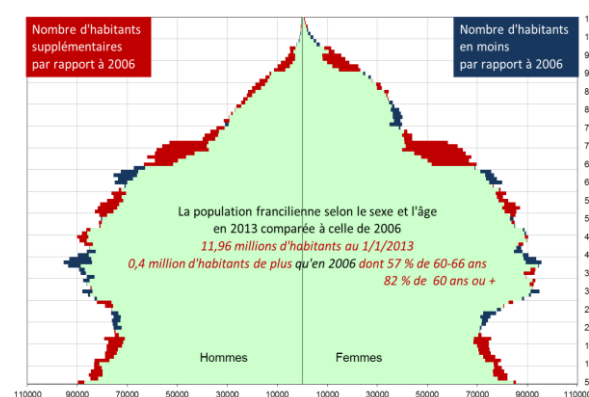 Nombre d'habitants
supplémentaires
par rapport à 2006
Nombre d'habitants
en moins
par rapport à 2006
La population francilienne selon le sexe et l'âge
en 2013 comparée à celle de 2006
11,96 millions d'habitants au 1/1/2013
0,4 million d'habitants de plus qu'en 2006 dont 57 % de 60-66 ans
82 % de 60 ans ou +
Hommes Femmes
110000 90000 70000 50000 30000 10000 10000 30000 50000 70000 90000